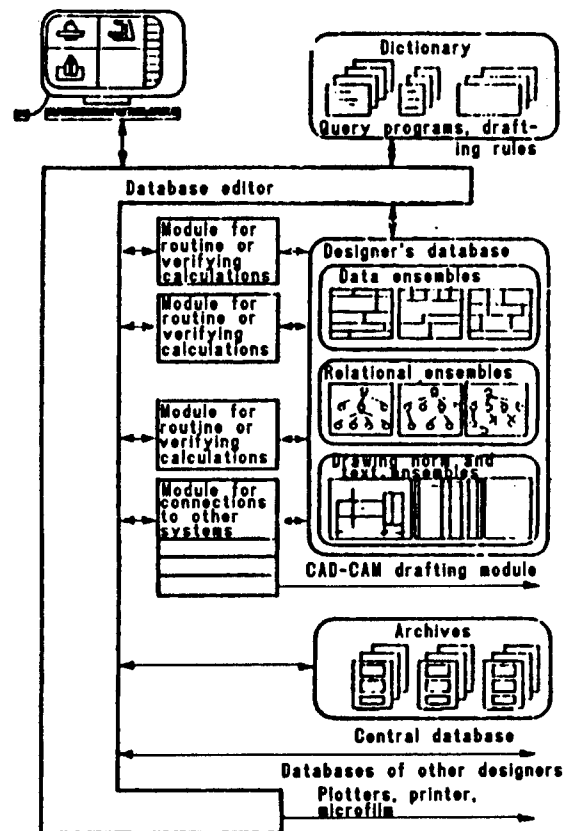 Dictionary
Query programs, draft-
ing rules
Database editor
Module for
routine or
verifying
calculations
Designer's database
Data ensembles
Module for
routine or
verifying
calculations
Relational ensembles
Module for
routine or
verifying
calculations
Drawing norm and
text ensembles
Module for
connections
to other
systems
CAD-CAM drafting module
Archives
Central database
Databases of other designers
Plotters, printer,
microfilm